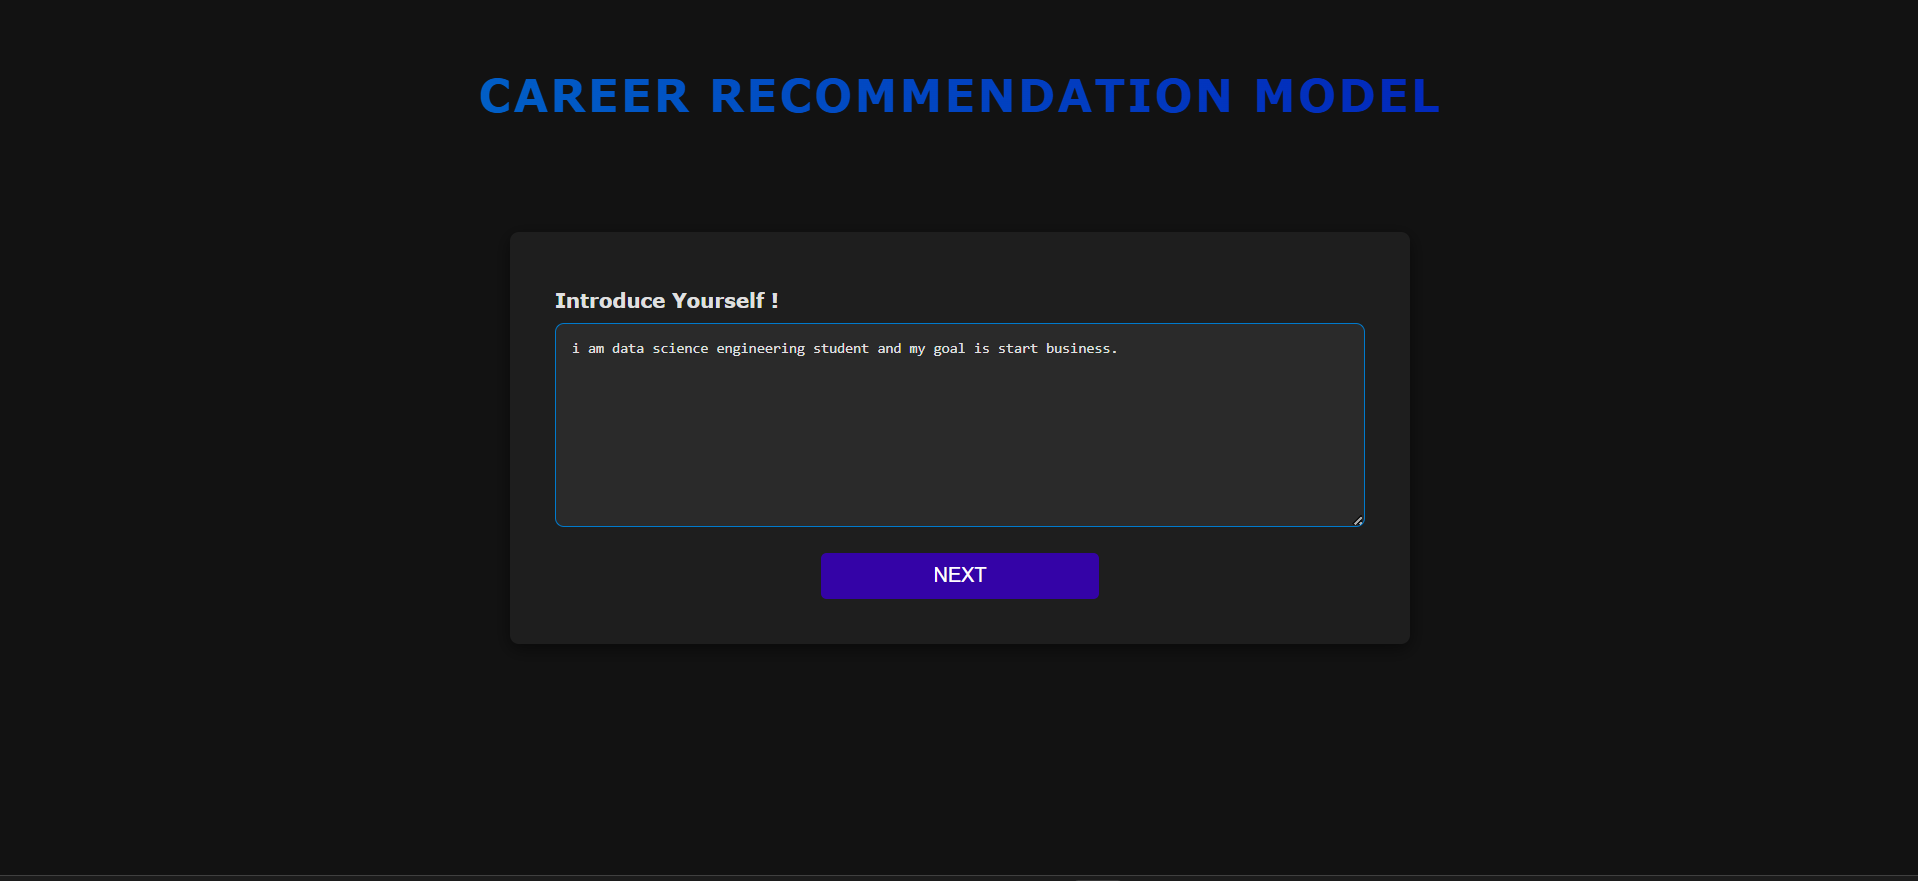 CAREER RECOMMENDATION MODEL
Introduce Yourself !
i am data science engineering student and my goal is start business.
NEXT